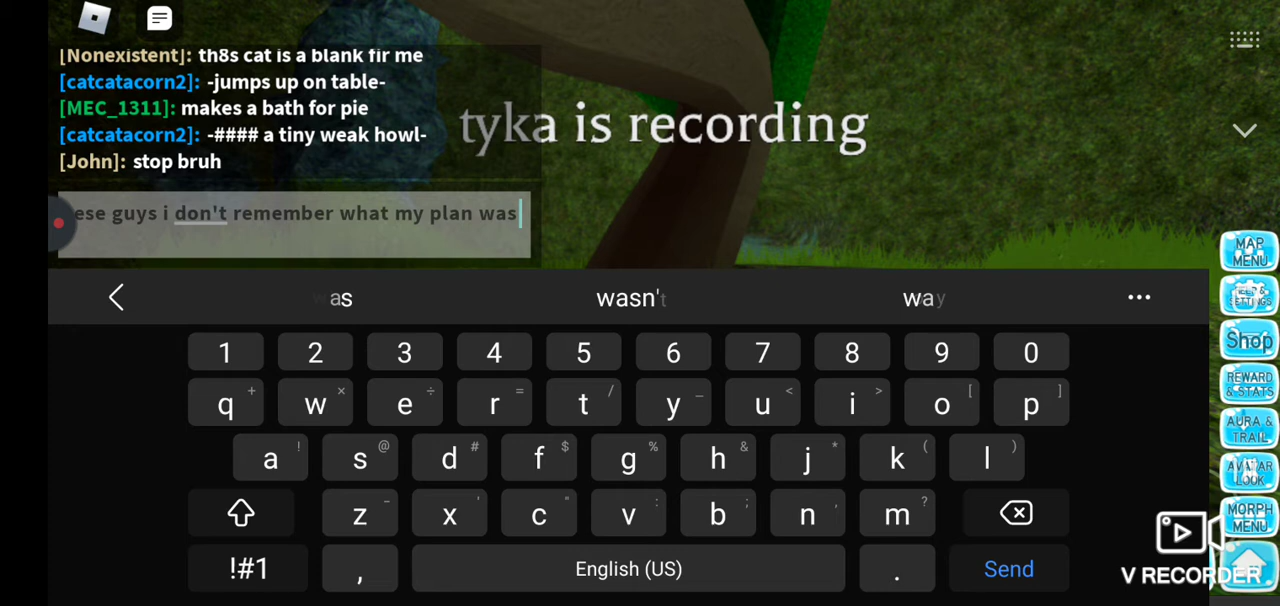 [Nonexistent]: th8s cat is a blank fir me
[catcatacorn2]: -jumps up on table-
[MEC_1311]: makes a bath for pie
[catcatacorn2]: -#### a tiny weak howl-
[John]: stop bruh
tyka is recording
ese guys i don't remember what my plan was
was wasn't way ...
1 2 3 4 5 6 7 8 9 0
+ × ÷ = / _ < > [ ]
q w e r t y u i o p
! @ # $ % & * ( )
a s d f g h j k l
- ' " : ; , ?
z x c v b n m
!#1 , English (US) . Send
MAP
MENU
HELP &
SETTINGS
Shop
REWARD
& STATS
AURA &
TRAIL
AVATAR
LOOK
MORPH
MENU
V RECORDER